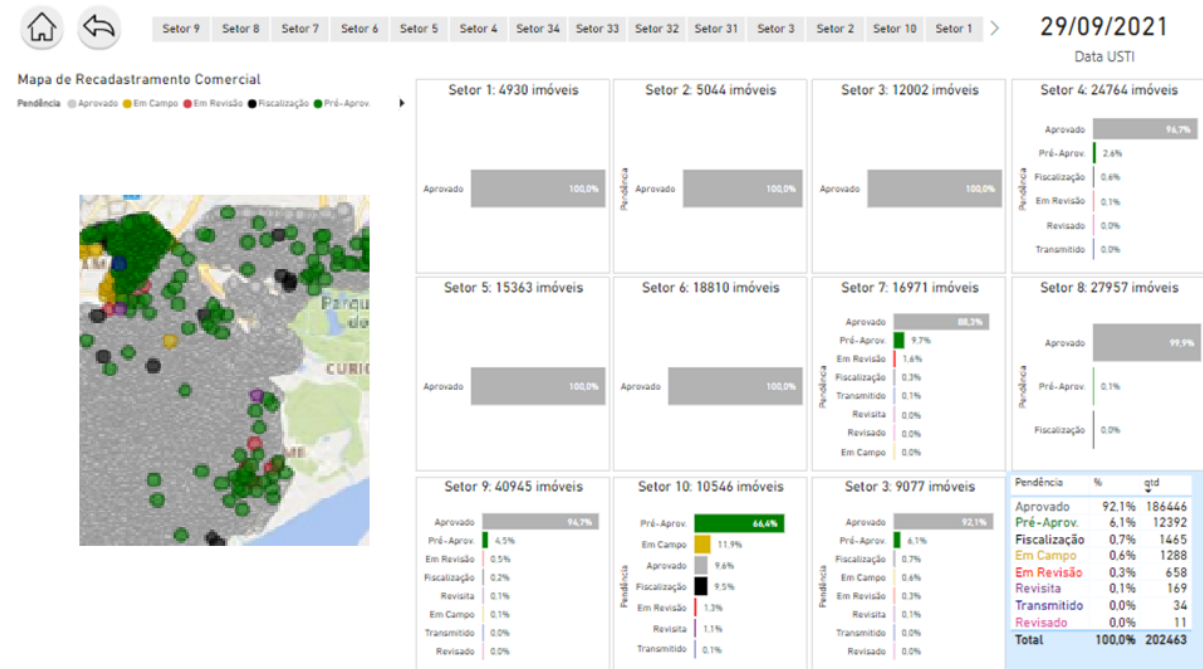 Setor 9 Setor 8 Setor 7 Setor 6 Setor 5 Setor 4 Setor 34 Setor 33 Setor 32 Setor 31 Setor 3 Setor 2 Setor 10 Setor 1
29/09/2021
Data USTI
Mapa de Recadastramento Comercial
Pendência Aprovado Em Campo Em Revisão Fiscalização Pré-Aprov.
Parqu
do
CURIC
ME
AM
Setor 1: 4930 imóveis
Aprovado 100,0%
Setor 2: 5044 imóveis
Pendência
Aprovado 100,0%
Setor 3: 12002 imóveis
Aprovado 100,0%
Setor 4: 24764 imóveis
Pendência
Aprovado 96,7%
Pré-Aprov. 2,6%
Fiscalização 0,6%
Em Revisão 0,1%
Revisado 0,0%
Transmitido 0,0%
Setor 5: 15363 imóveis
Aprovado 100,0%
Setor 6: 18810 imóveis
Aprovado 100,0%
Setor 7: 16971 imóveis
Pendência
Aprovado 88,3%
Pré-Aprov. 9,7%
Em Revisão 1,6%
Fiscalização 0,3%
Transmitido 0,1%
Revisita 0,0%
Revisado 0,0%
Em Campo 0,0%
Setor 8: 27957 imóveis
Pendência
Aprovado 99,9%
Pré-Aprov. 0,1%
Fiscalização 0,0%
Setor 9: 40945 imóveis
Aprovado 94,7%
Pré-Aprov. 4,5%
Em Revisão 0,5%
Fiscalização 0,2%
Revisita 0,1%
Em Campo 0,1%
Transmitido 0,0%
Revisado 0,0%
Setor 10: 10546 imóveis
Pendência
Pré-Aprov. 66,4%
Em Campo 11,9%
Aprovado 9,6%
Fiscalização 9,5%
Em Revisão 1,3%
Revisita 1,1%
Transmitido 0,1%
Setor 3: 9077 imóveis
Pendência
Aprovado 92,1%
Pré-Aprov. 6,1%
Fiscalização 0,7%
Em Campo 0,6%
Em Revisão 0,3%
Revisita 0,1%
Transmitido 0,0%
Revisado 0,0%
Pendência % qtd
Aprovado 92,1% 186446
Pré-Aprov. 6,1% 12392
Fiscalização 0,7% 1465
Em Campo 0,6% 1288
Em Revisão 0,3% 658
Revisita 0,1% 169
Transmitido 0,0% 34
Revisado 0,0% 11
Total 100,0% 202463